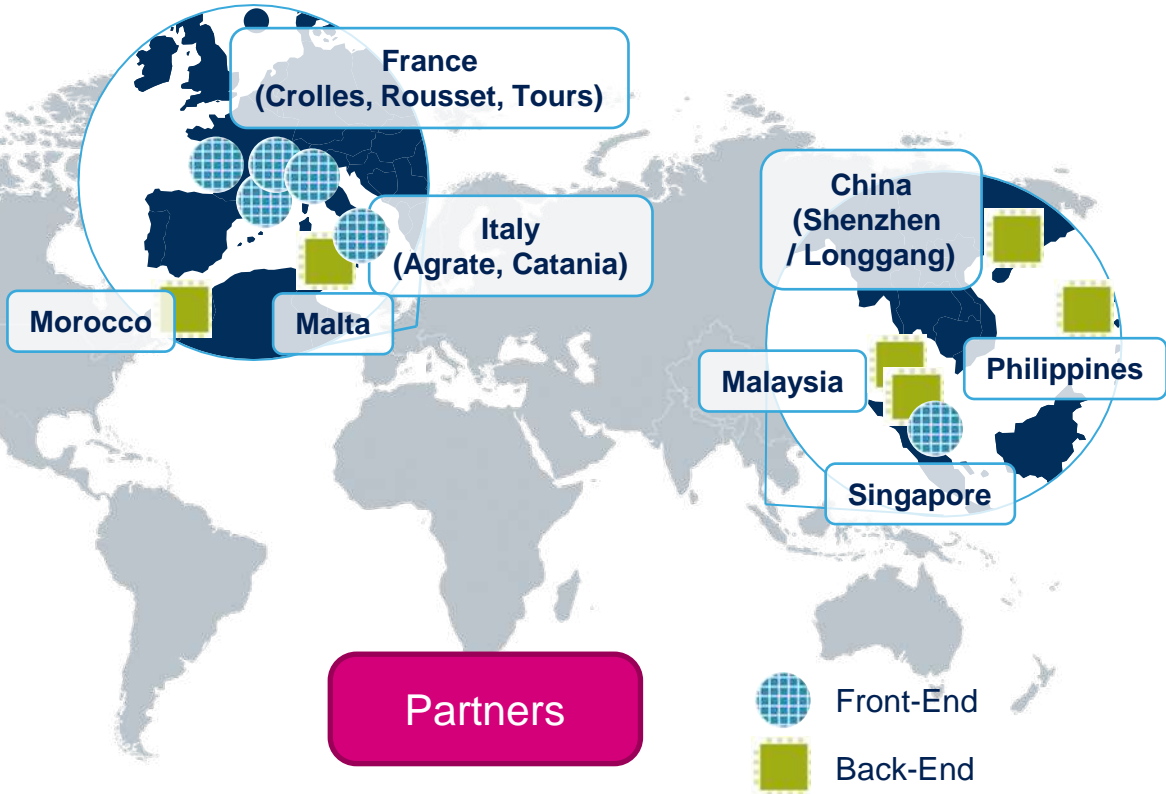 France
(Crolles, Rousset, Tours)
Italy
(Agrate, Catania)
Morocco
Malta
China
(Shenzhen
/ Longgang)
Malaysia
Philippines
Singapore
Partners
Front-End
Back-End